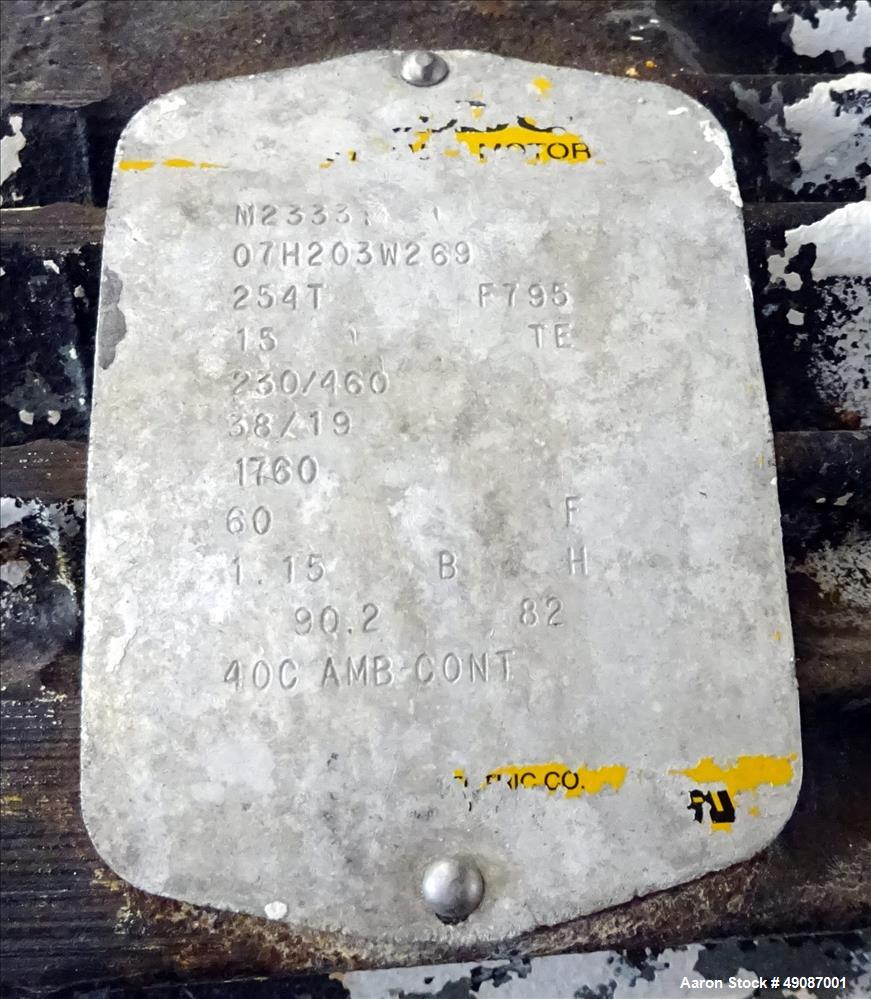 MOTOR
M2333
07H203W269
254T F795
15 TE
230/460
38/19
1760
60 F
1.15 B H
90.2 82
40C AMB-CONT
CO.
Aaron Stock # 49087001